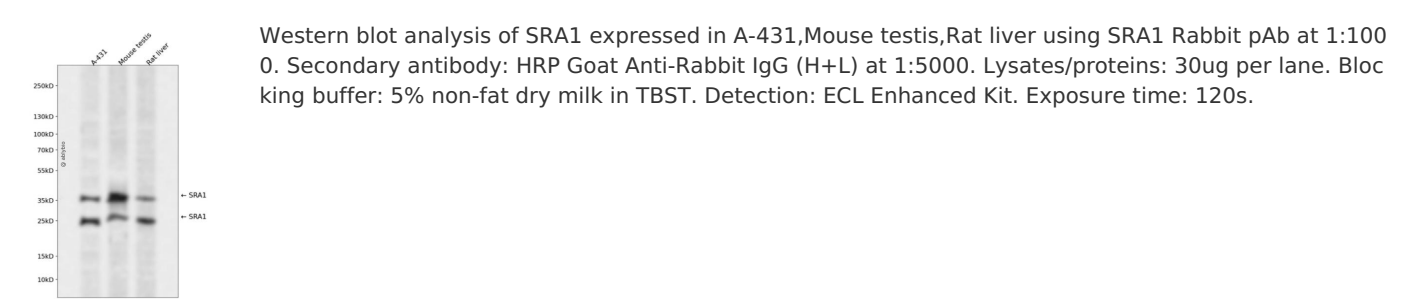 A-431
Mouse testis
Rat liver
250kD
130kD
100kD
70kD
55kD
35kD
25kD
15kD
10kD
@ abytoo
← SRA1
← SRA1
Western blot analysis of SRA1 expressed in A-431,Mouse testis,Rat liver using SRA1 Rabbit pAb at 1:100
0. Secondary antibody: HRP Goat Anti-Rabbit IgG (H+L) at 1:5000. Lysates/proteins: 30ug per lane. Bloc
king buffer: 5% non-fat dry milk in TBST. Detection: ECL Enhanced Kit. Exposure time: 120s.